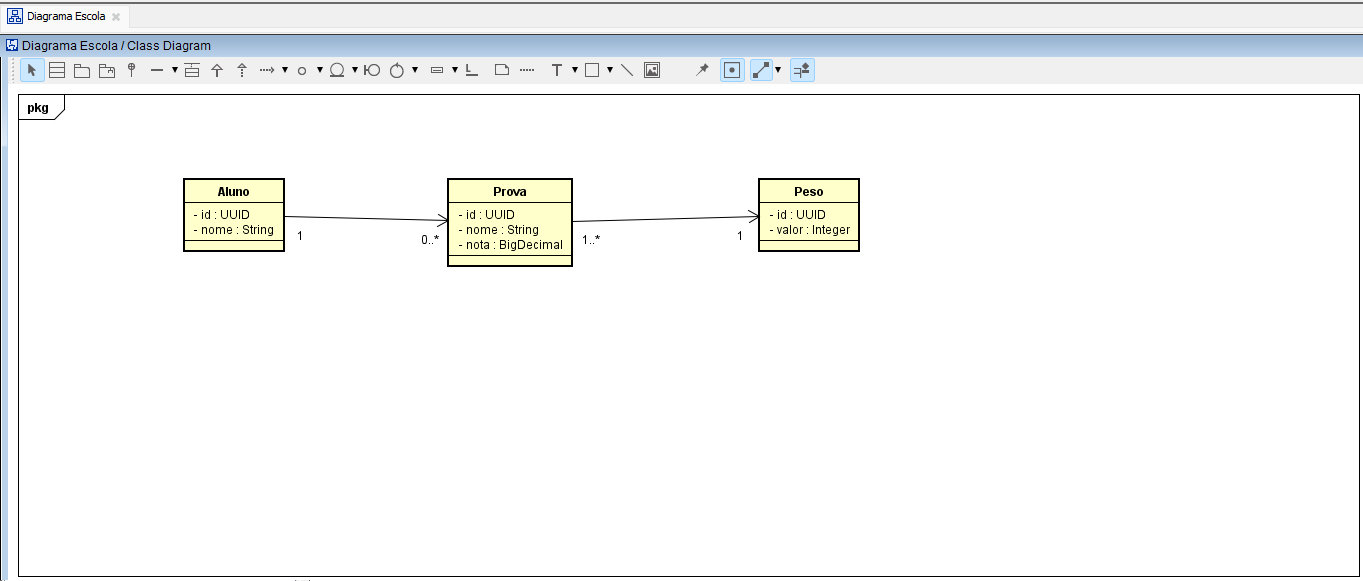 Diagrama Escola
Diagrama Escola / Class Diagram
pkg
Aluno
- id : UUID
- nome : String
1
0..*
Prova
- id : UUID
- nome : String
- nota : BigDecimal
1..*
1
Peso
- id : UUID
- valor : Integer